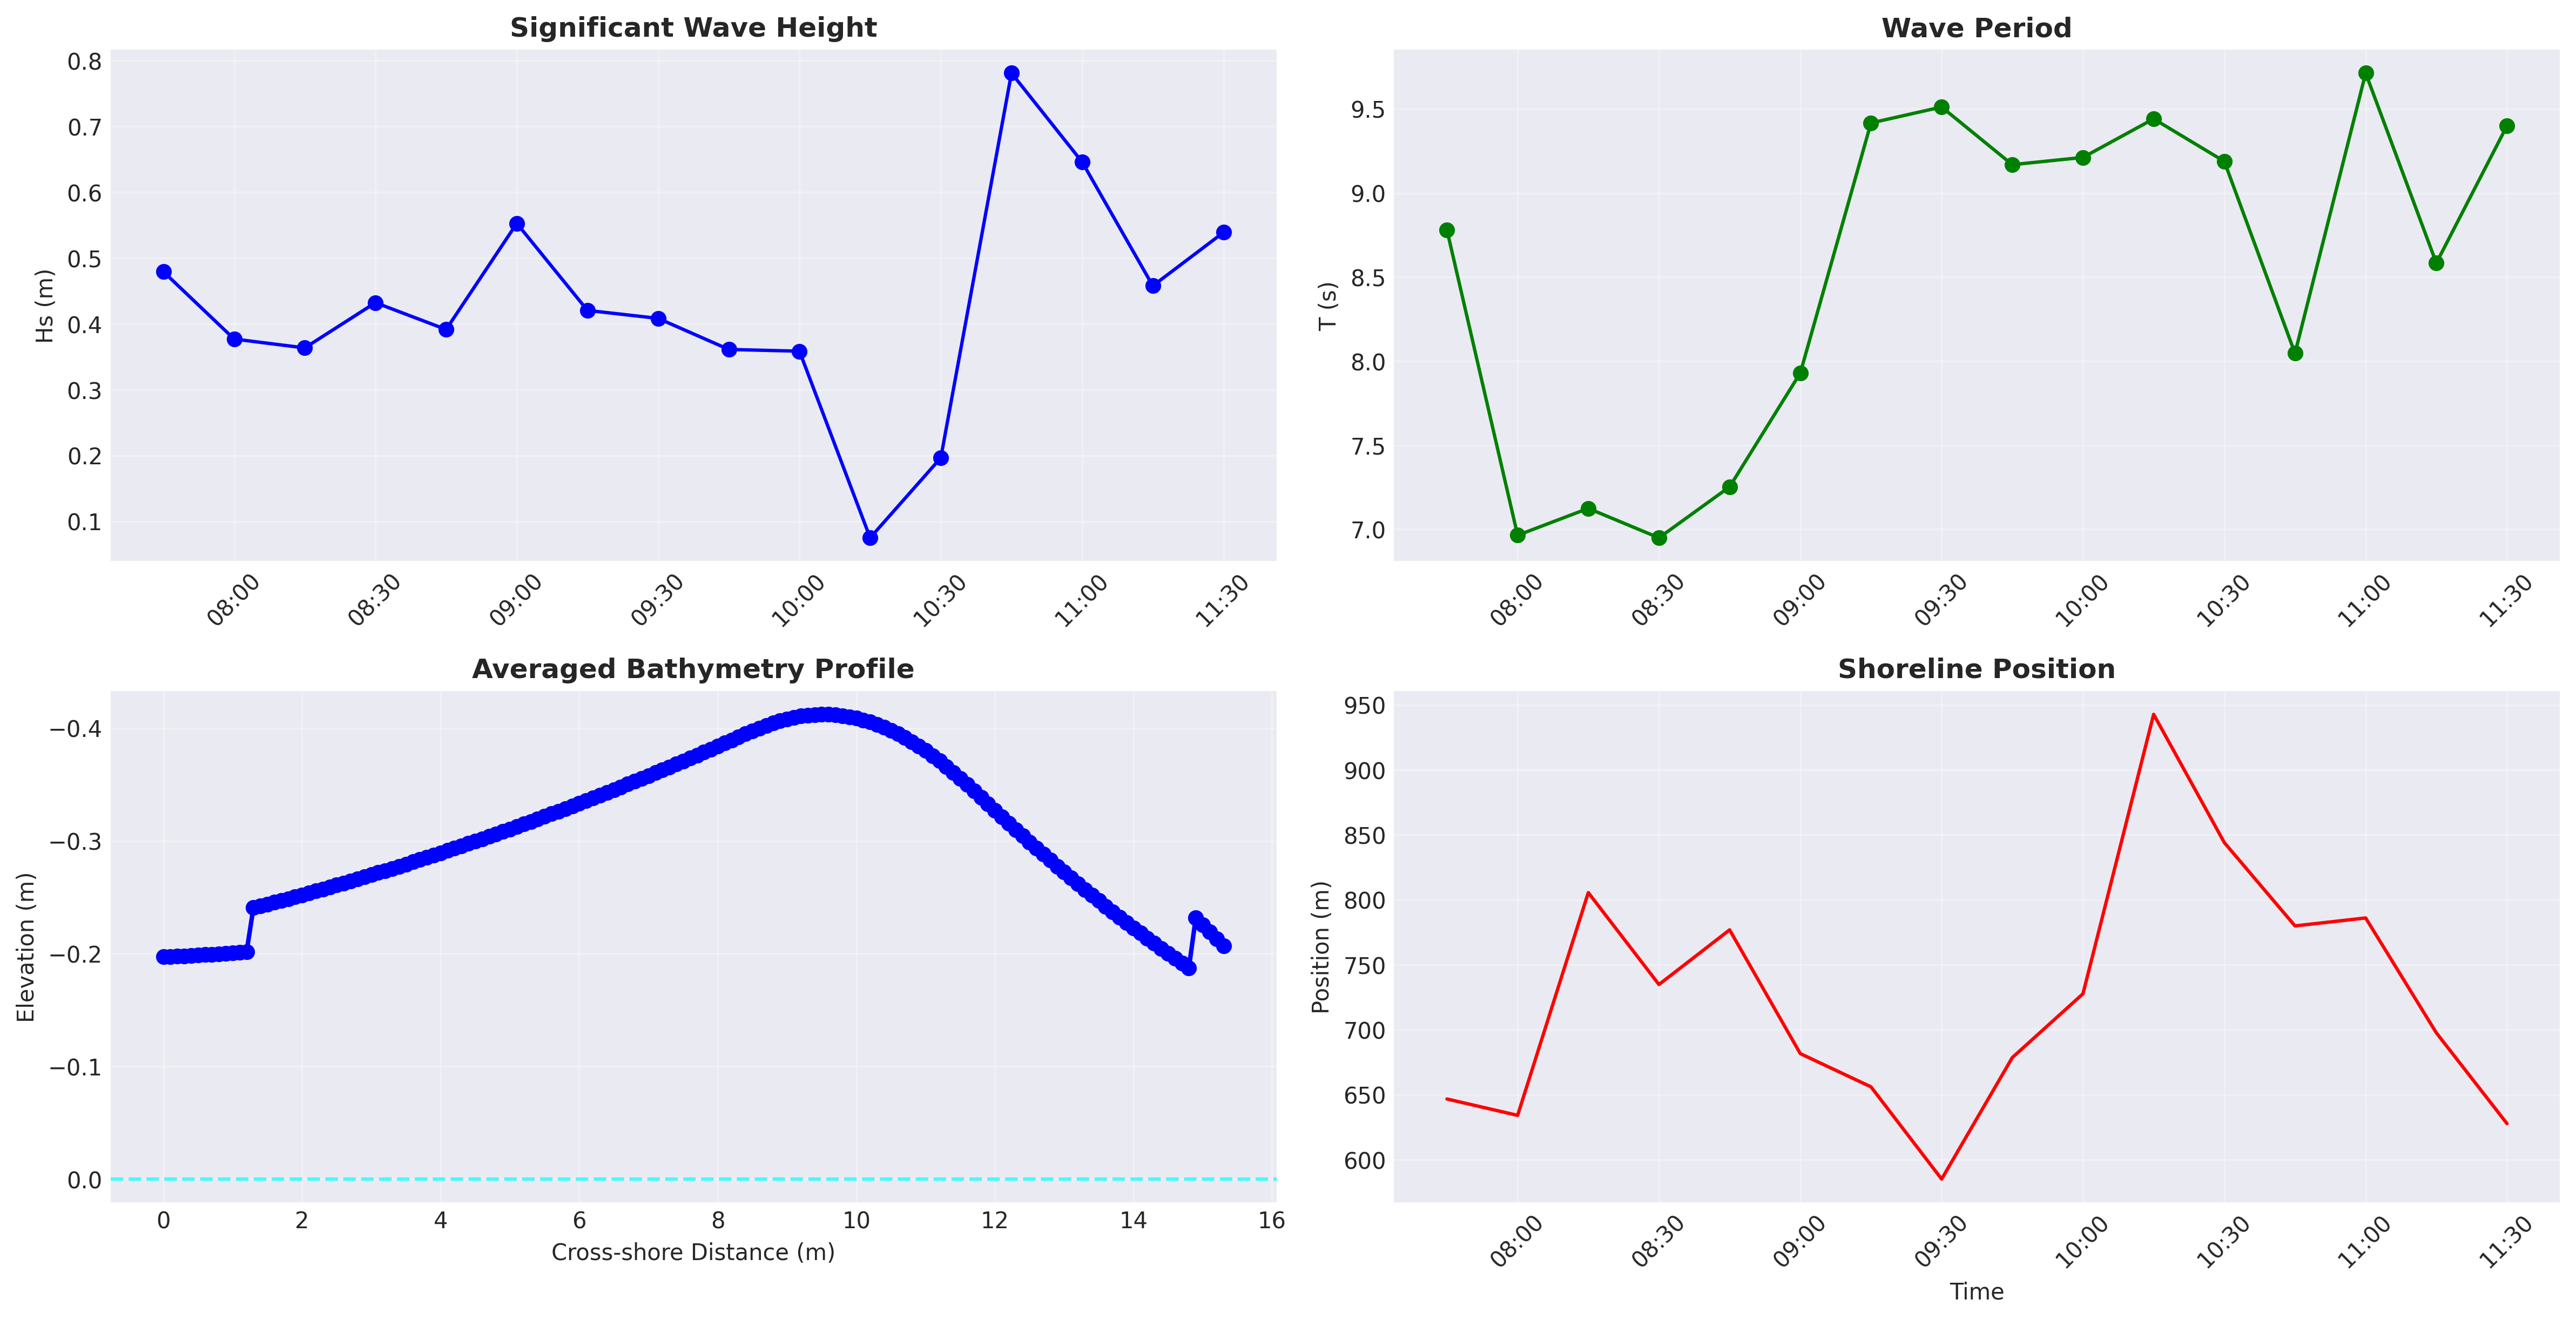 Significant Wave Height
Hs (m)
0.8
0.7
0.6
0.5
0.4
0.3
0.2
0.1
08:00 08:30 09:00 09:30 10:00 10:30 11:00 11:30
Wave Period
T (s)
9.5
9.0
8.5
8.0
7.5
7.0
08:00 08:30 09:00 09:30 10:00 10:30 11:00 11:30
Averaged Bathymetry Profile
Elevation (m)
−0.4
−0.3
−0.2
−0.1
0.0
0 2 4 6 8 10 12 14 16
Cross-shore Distance (m)
Shoreline Position
Position (m)
950
900
850
800
750
700
650
600
08:00 08:30 09:00 09:30 10:00 10:30 11:00 11:30
Time